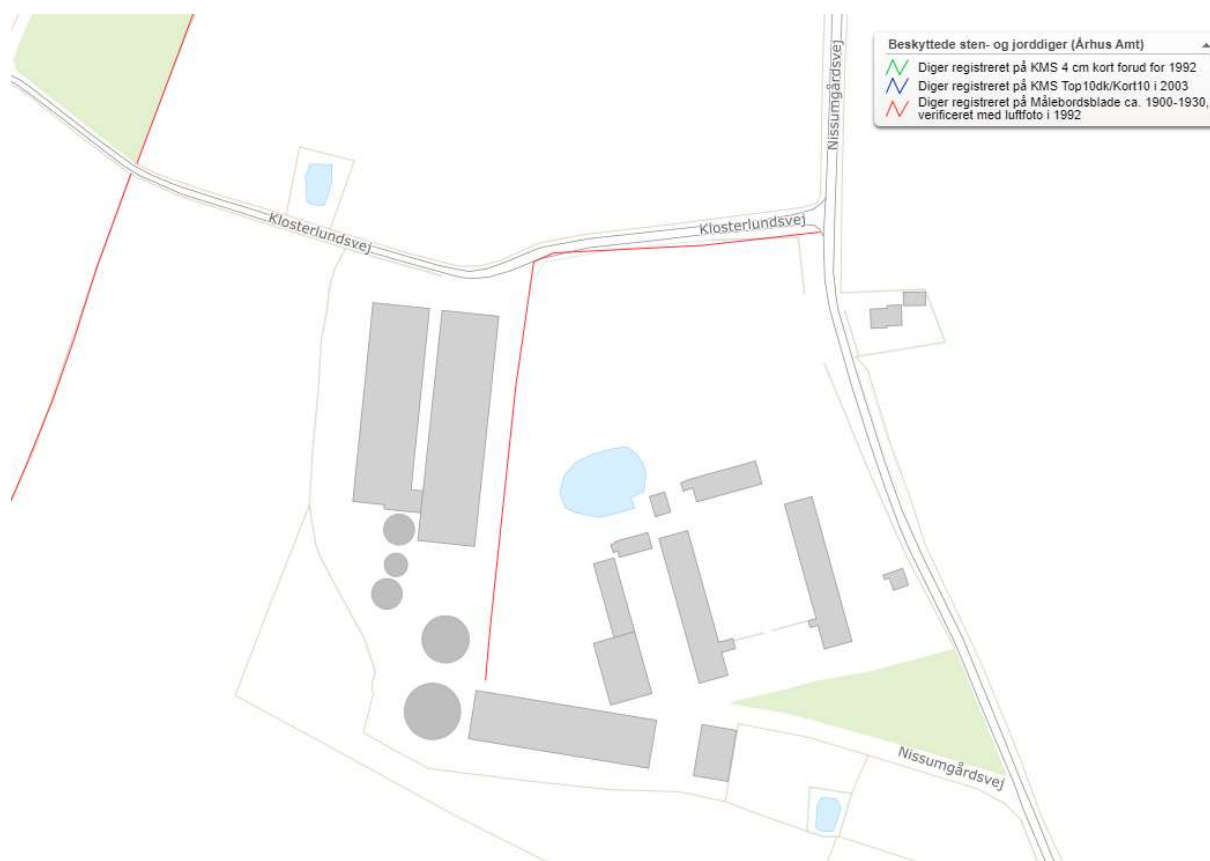 Beskyttede sten- og jorddiger (Århus Amt)
Diger registreret på KMS 4 cm kort forud for 1992
Diger registreret på KMS Top10dk/Kort10 i 2003
Diger registreret på Målebordsblade ca. 1900-1930,
verificeret med luftfoto i 1992
Nissumgårdsvej
Klosterlundsvej
Klosterlundsvej
Nissumgårdsvej